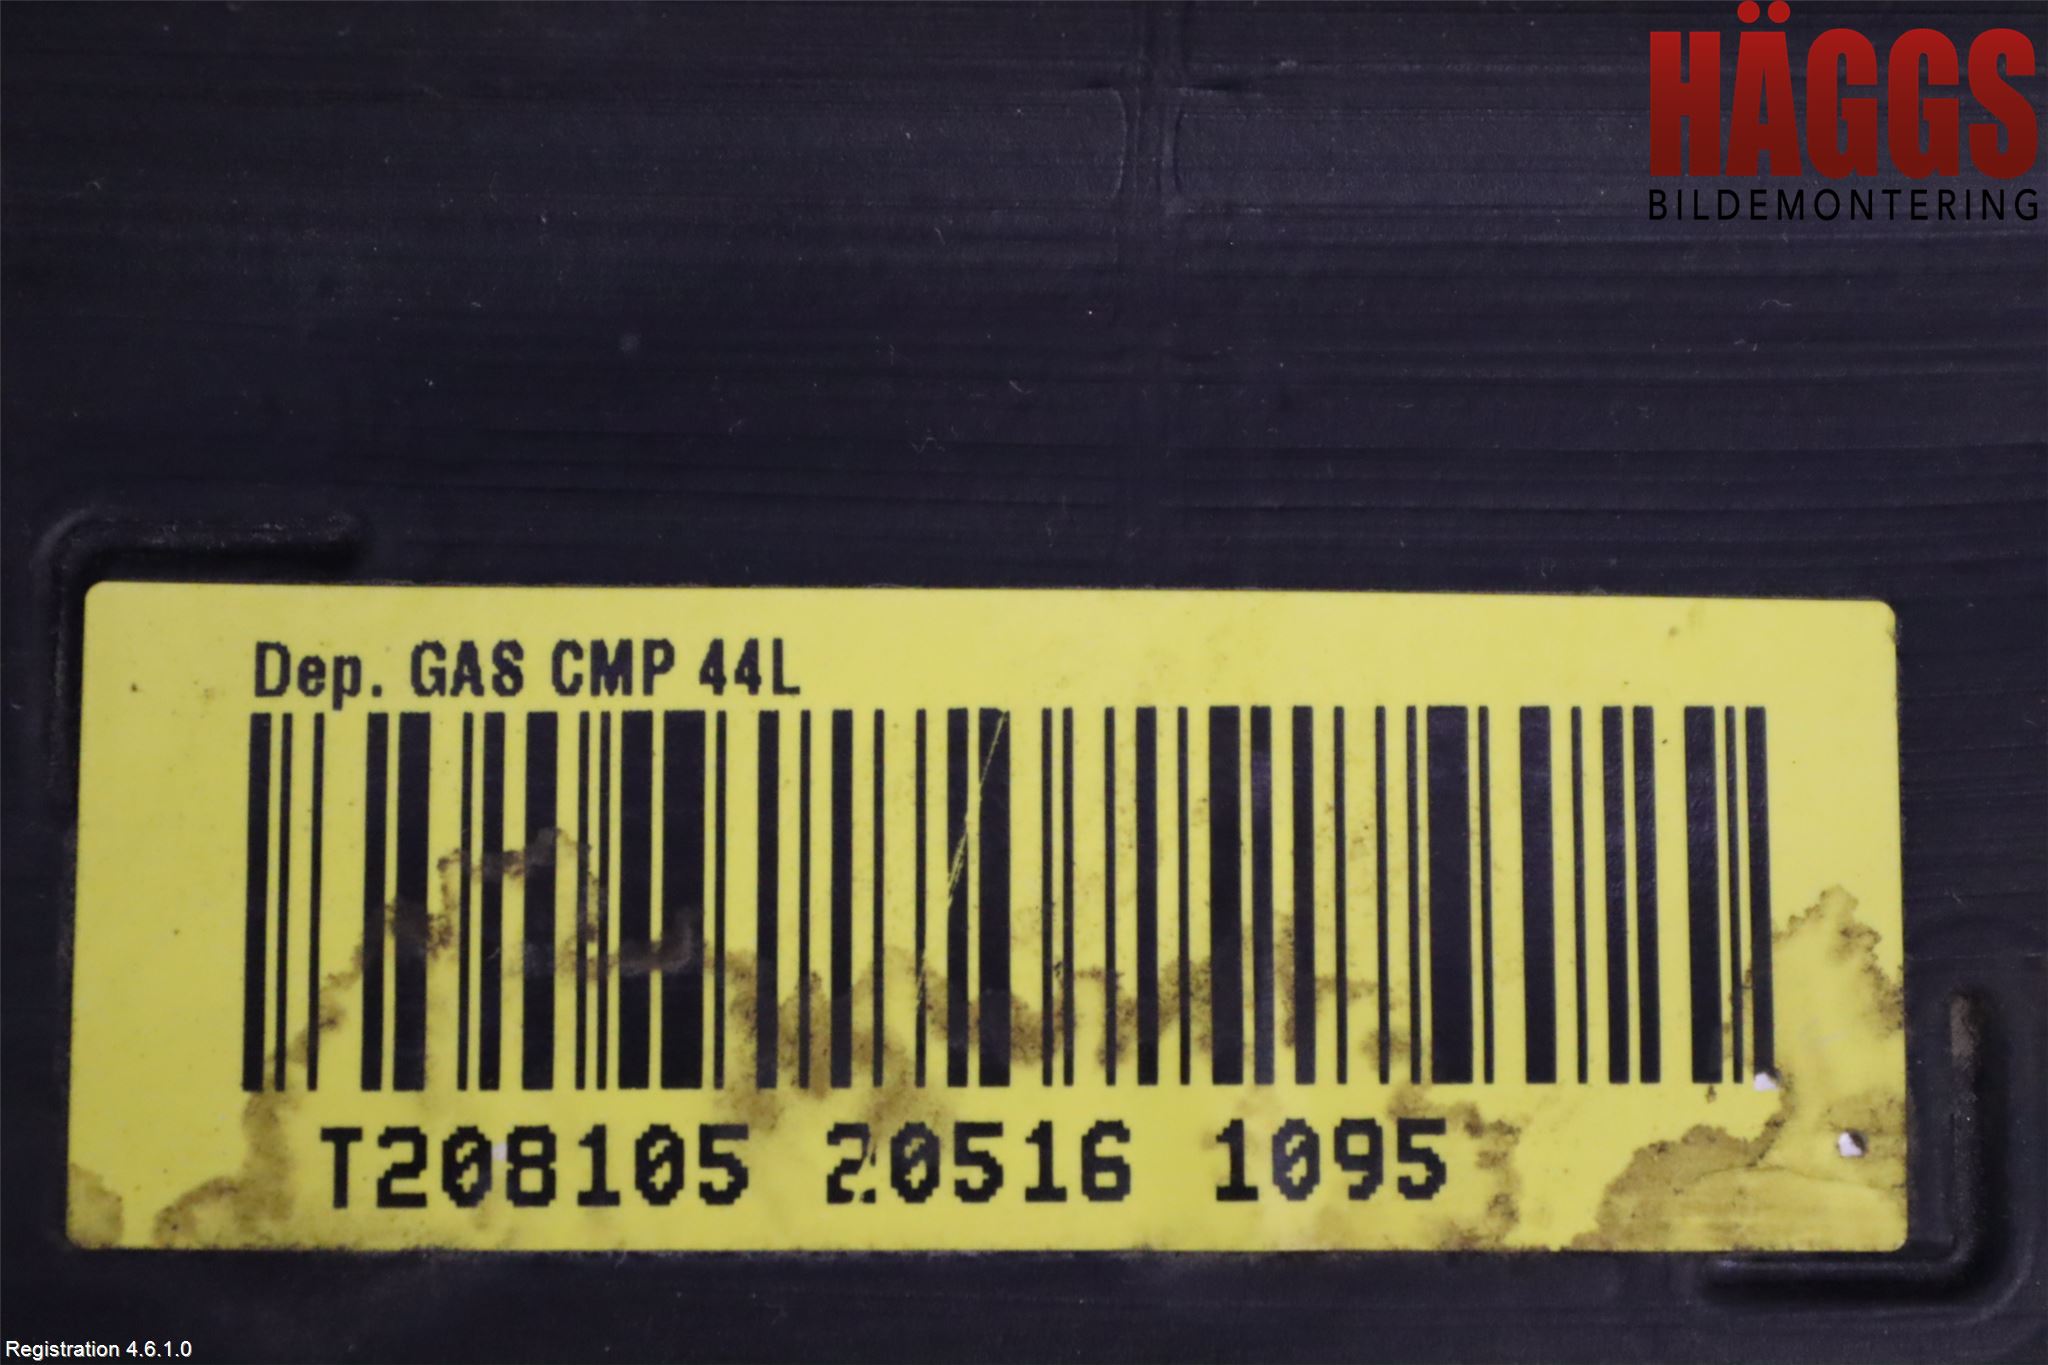 HÄGGS
BILDEMONTERING
Dep. GAS CMP 44L
T208105 20516 1095
Registration 4.6.1.0